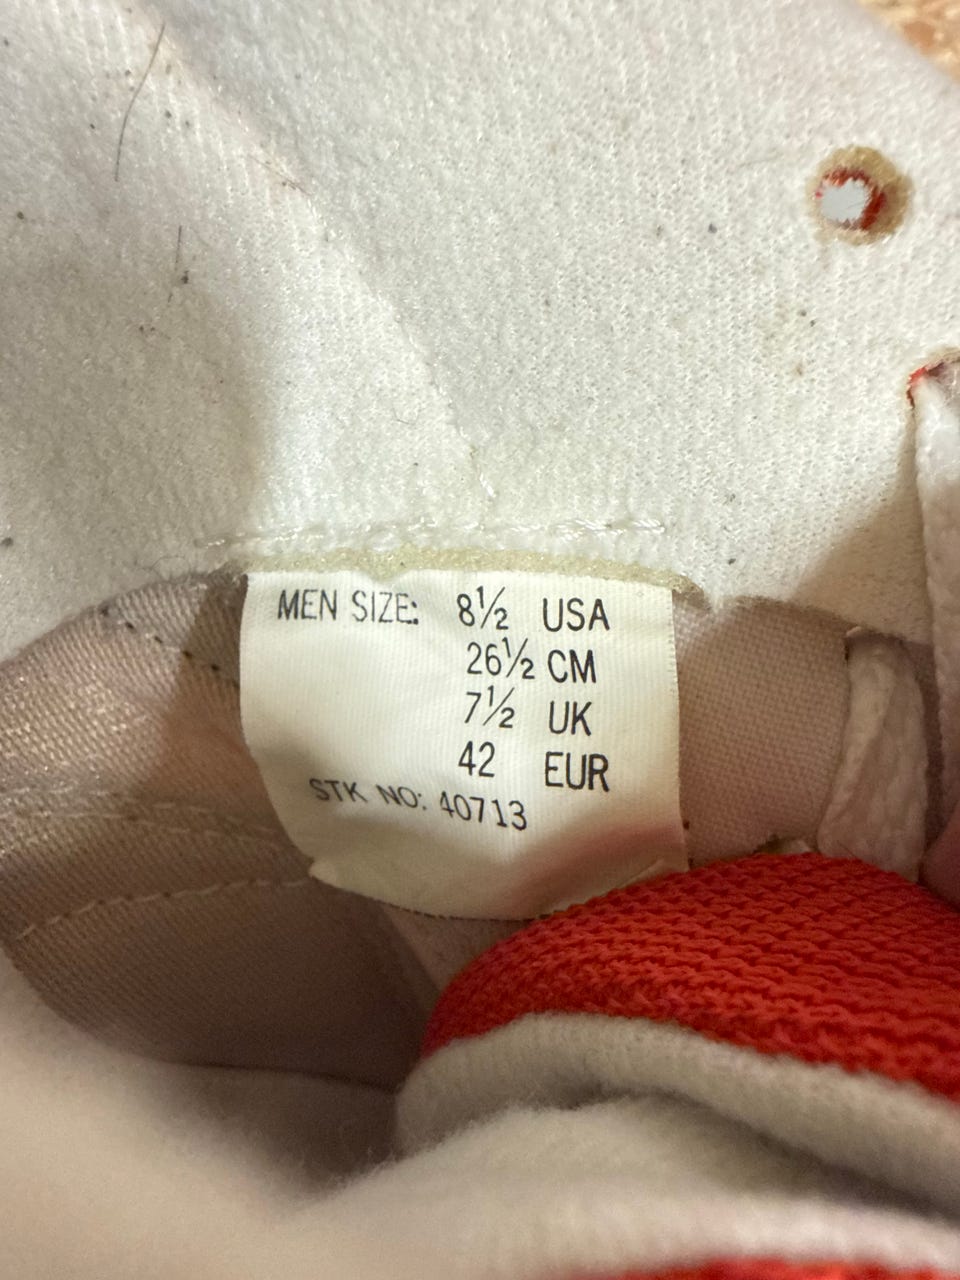 MEN SIZE: 8½ USA
26½ CM
7½ UK
42 EUR
STK NO: 40713